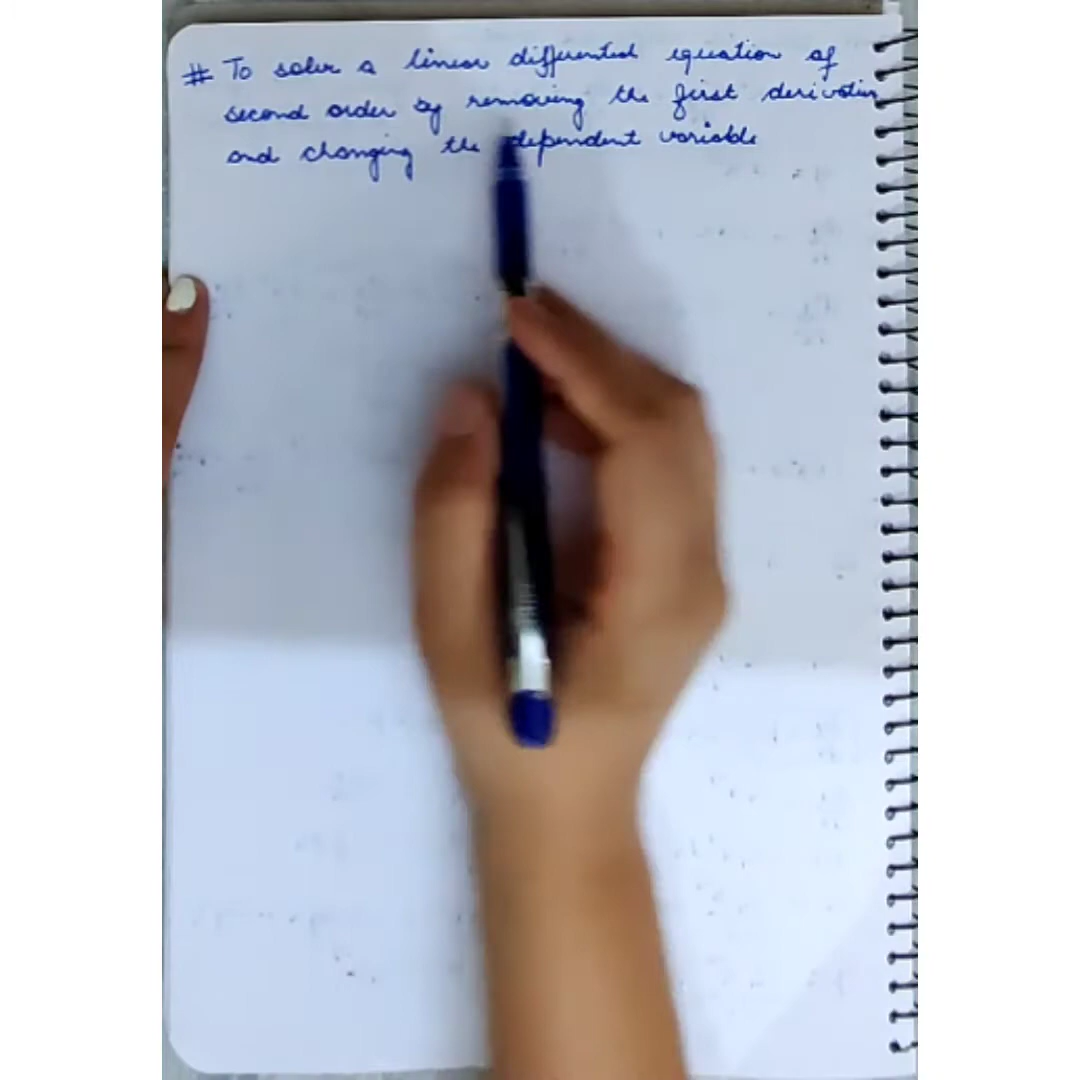 # To solve a linear differential equation of
second order by removing the first derivative
and changing the dependent variable